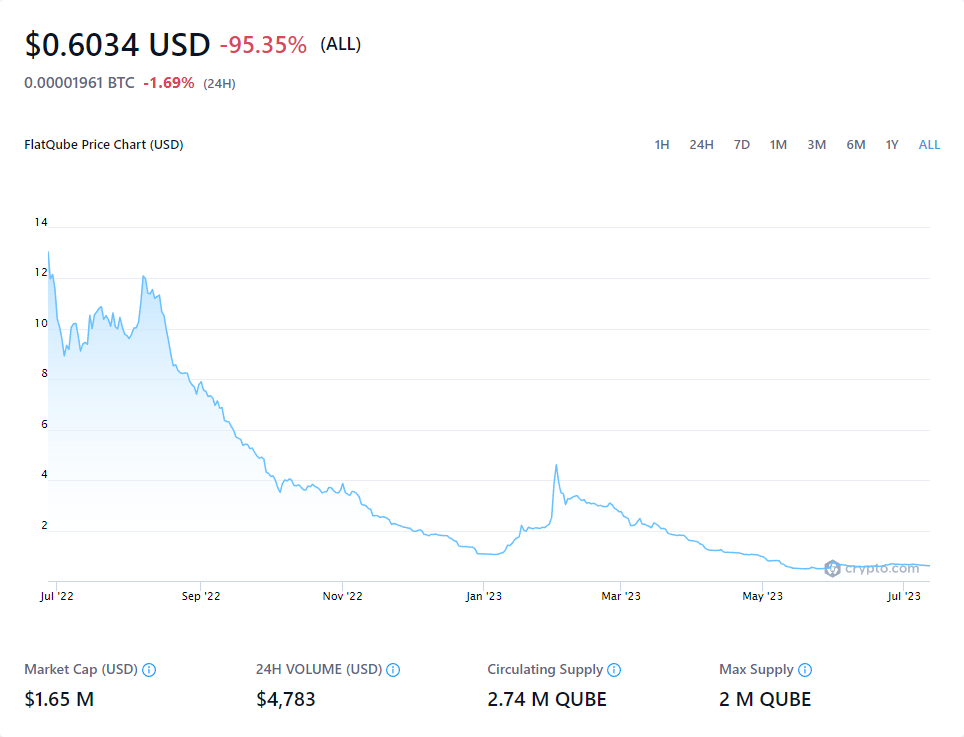 $0.6034 USD -95.35% (ALL)
0.00001961 BTC -1.69% (24H)
FlatQube Price Chart (USD) 1H 24H 7D 1M 3M 6M 1Y ALL
14
12
10
8
6
4
2
crypto.com
Jul '22 Sep '22 Nov '22 Jan '23 Mar '23 May '23 Jul '23
Market Cap (USD) 24H VOLUME (USD) Circulating Supply Max Supply
$1.65 M $4,783 2.74 M QUBE 2 M QUBE